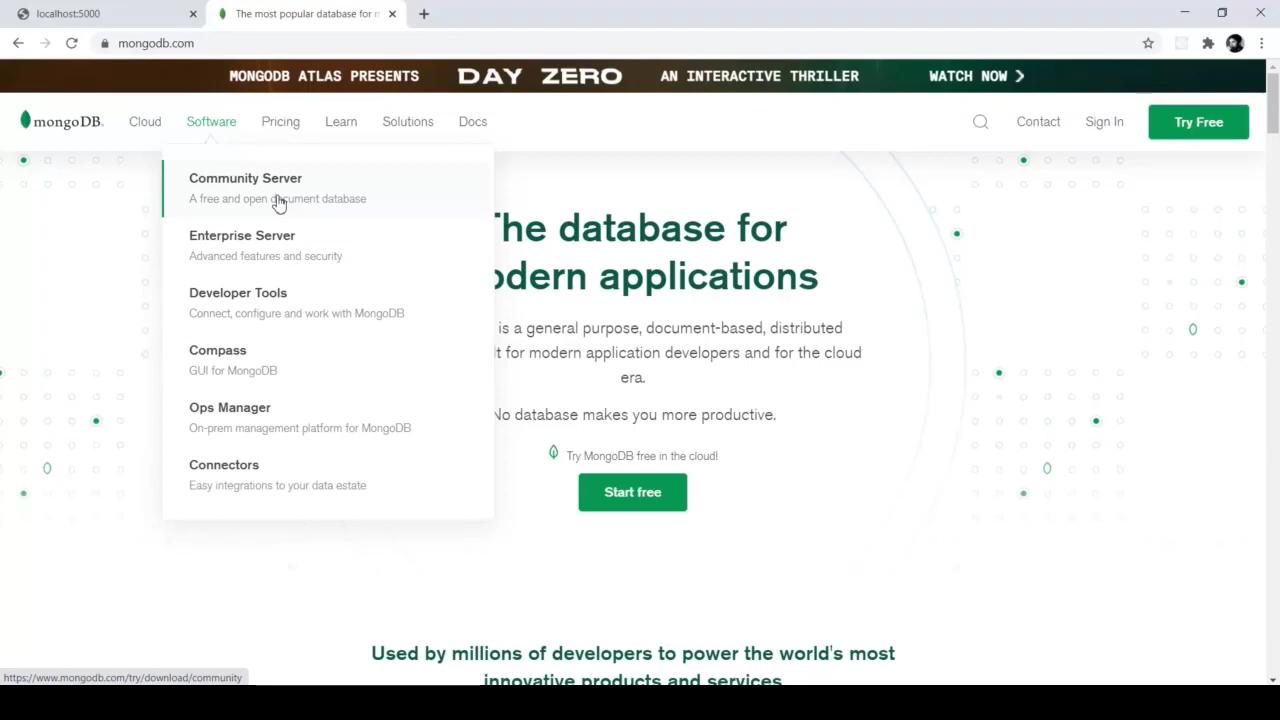 localhost:5000
The most popular database for m
mongodb.com
MONGODB ATLAS PRESENTS DAY ZERO AN INTERACTIVE THRILLER WATCH NOW
mongoDB. Cloud Software Pricing Learn Solutions Docs Contact Sign In Try Free
Community Server
A free and open document database
Enterprise Server
Advanced features and security
Developer Tools
Connect, configure and work with MongoDB
Compass
GUI for MongoDB
Ops Manager
On-prem management platform for MongoDB
Connectors
Easy integrations to your data estate
The database for
odern applications
is a general purpose, document-based, distributed
t for modern application developers and for the cloud
era.
No database makes you more productive.
Try MongoDB free in the cloud!
Start free
Used by millions of developers to power the world's most
innovative products and services
https://www.mongodb.com/try/download/community